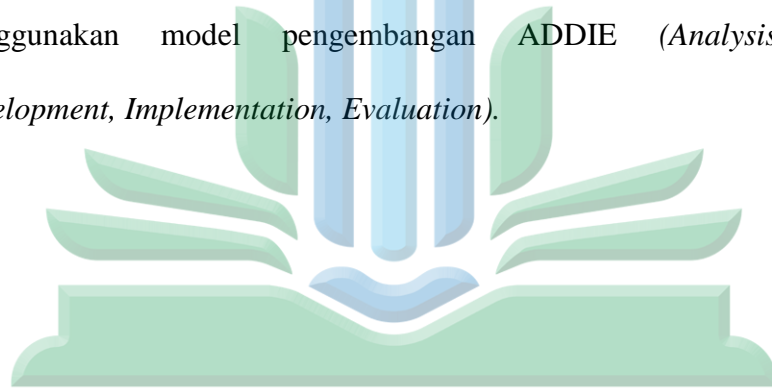 ggunakan model pengembangan ADDIE (Analysis
elopment, Implementation, Evaluation).